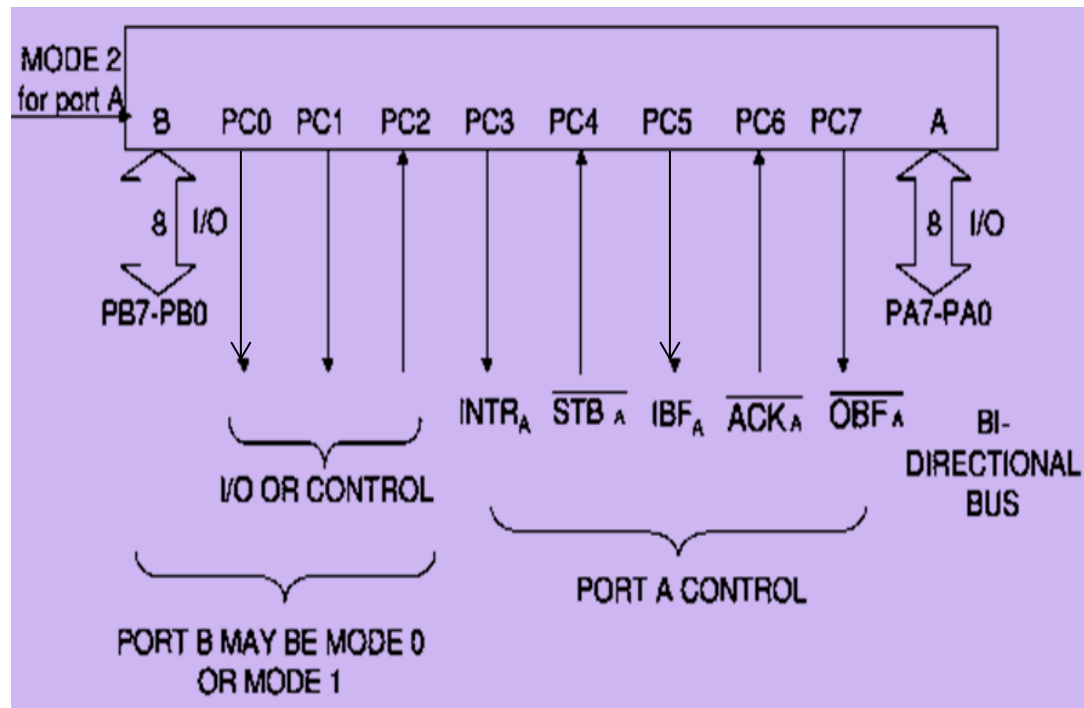 MODE 2
for port A
B PC0 PC1 PC2 PC3 PC4 PC5 PC6 PC7 A
8 I/O 8 I/O
PB7-PB0 PA7-PA0
INTRA STB A IBFA ACKA OBFA
BI-
DIRECTIONAL
BUS
I/O OR CONTROL
PORT A CONTROL
PORT B MAY BE MODE 0
OR MODE 1